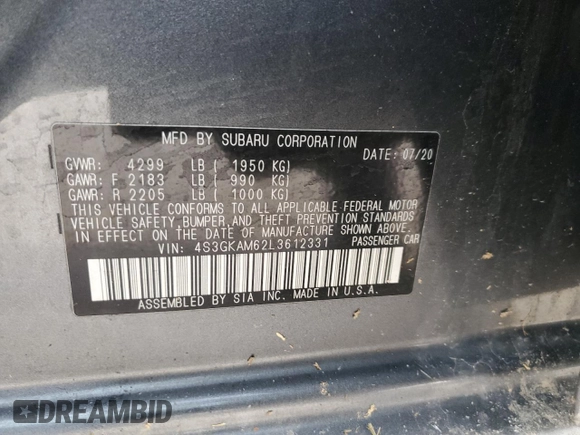 MFD BY SUBARU CORPORATION
DATE: 07/20
GVWR: 4299 LB ( 1950 KG)
GAWR: F 2183 LB ( 990 KG)
GAWR: R 2205 LB ( 1000 KG)
THIS VEHICLE CONFORMS TO ALL APPLICABLE FEDERAL MOTOR
VEHICLE SAFETY,BUMPER,AND THEFT PREVENTION STANDARDS
IN EFFECT ON THE DATE OF MANUFACTURE SHOWN ABOVE.
VIN: 4S3GKAM62L3612331 PASSENGER CAR
ASSEMBLED BY SIA INC. MADE IN U.S.A.
DREAMBID